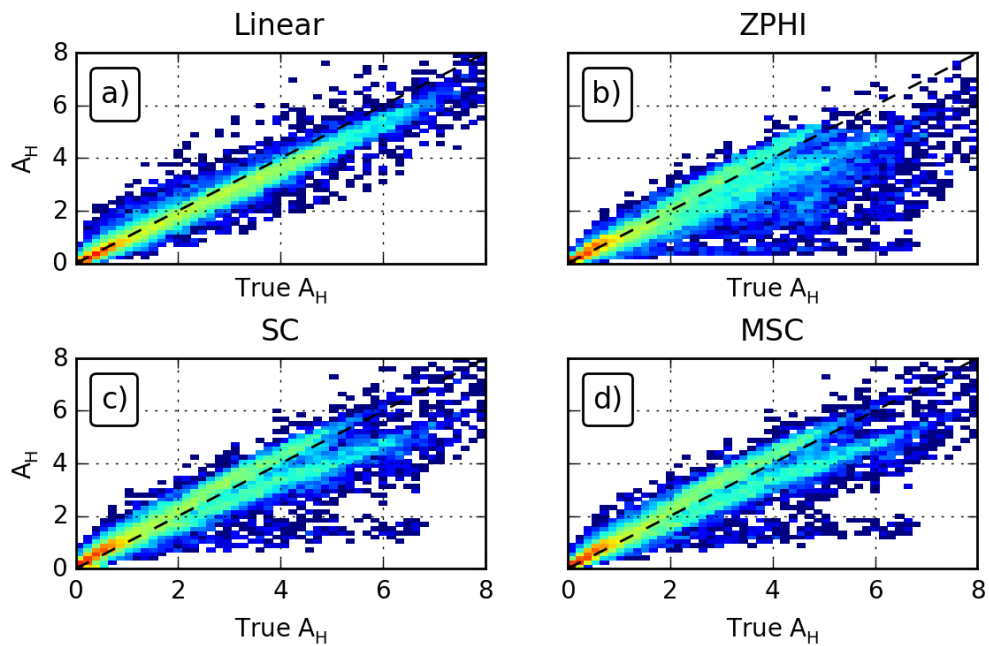 Linear
ZPHI
8
6
4
2
0
A_H
a)
b)
True A_H
True A_H
SC
MSC
8
6
4
2
0
A_H
c)
d)
0 2 4 6 8
0 2 4 6 8
True A_H
True A_H